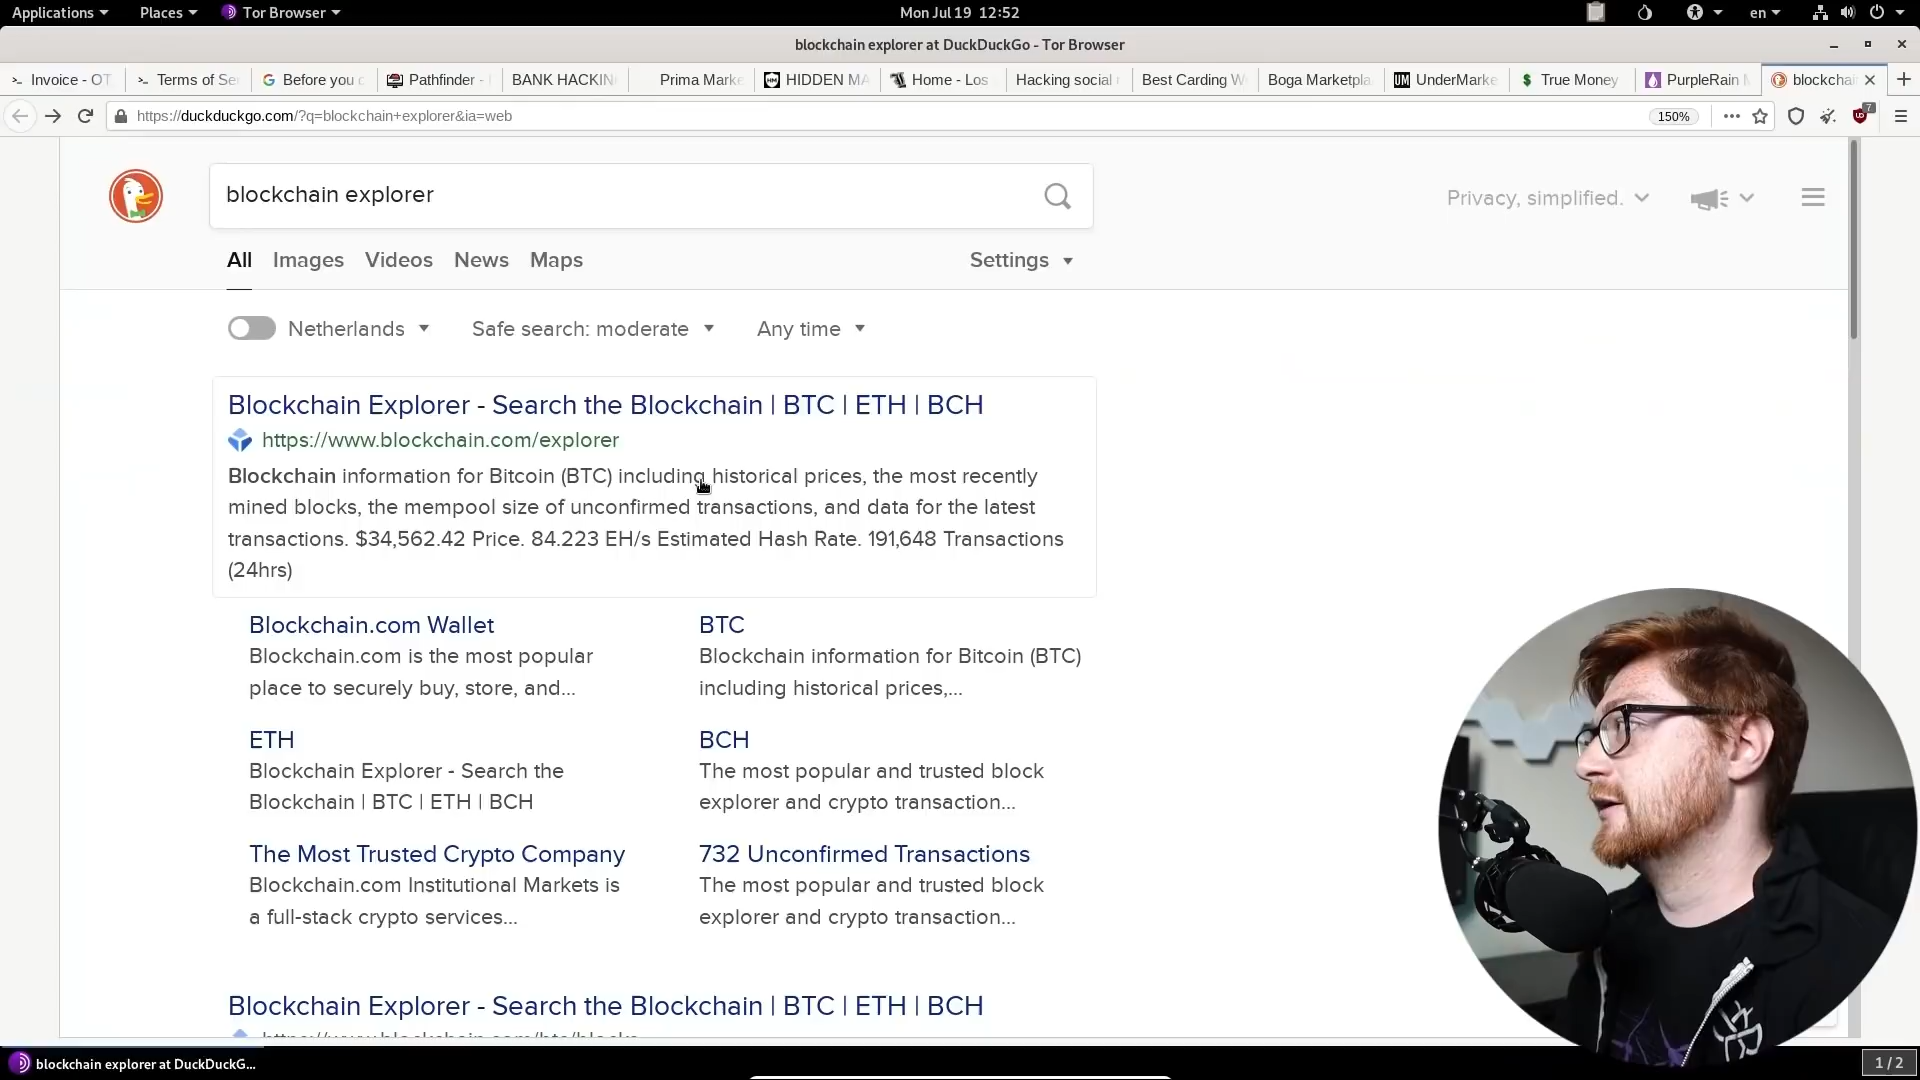 Applications Places Tor Browser Mon Jul 19 12:52 en
blockchain explorer at DuckDuckGo - Tor Browser
Invoice - OT Terms of Se Before you Pathfinder - BANK HACKIN Prima Marke HIDDEN MA Home - Los Hacking social Best Carding W Boga Marketpla UnderMarke True Money PurpleRain blockchai
https://duckduckgo.com/?q=blockchain+explorer&ia=web 150% 7
blockchain explorer
Privacy, simplified.
All Images Videos News Maps Settings
Netherlands Safe search: moderate Any time
Blockchain Explorer - Search the Blockchain | BTC | ETH | BCH
https://www.blockchain.com/explorer
Blockchain information for Bitcoin (BTC) including historical prices, the most recently
mined blocks, the mempool size of unconfirmed transactions, and data for the latest
transactions. $34,562.42 Price. 84.223 EH/s Estimated Hash Rate. 191,648 Transactions
(24hrs)
Blockchain.com Wallet
Blockchain.com is the most popular
place to securely buy, store, and...
BTC
Blockchain information for Bitcoin (BTC)
including historical prices,...
ETH
Blockchain Explorer - Search the
Blockchain | BTC | ETH | BCH
BCH
The most popular and trusted block
explorer and crypto transaction...
The Most Trusted Crypto Company
Blockchain.com Institutional Markets is
a full-stack crypto services...
732 Unconfirmed Transactions
The most popular and trusted block
explorer and crypto transaction...
Blockchain Explorer - Search the Blockchain | BTC | ETH | BCH
https://www.blockchain.com/btc/blocks
blockchain explorer at DuckDuckG... 1 / 2